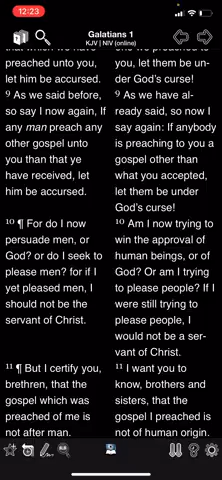 12:23
Galatians 1
KJV | NIV (online)
that which we have
preached unto you,
let him be accursed.
9 As we said before,
so say I now again, If
any man preach any
other gospel unto
you than that ye
have received, let
him be accursed.
10 ¶ For do I now
persuade men, or
God? or do I seek to
please men? for if I
yet pleased men, I
should not be the
servant of Christ.
11 ¶ But I certify you,
brethren, that the
gospel which was
preached of me is
not after man.
one we preached to
you, let them be un-
der God's curse!
9 As we have al-
ready said, so now I
say again: If anybody
is preaching to you a
gospel other than
what you accepted,
let them be under
God's curse!
10 Am I now trying to
win the approval of
human beings, or of
God? Or am I trying
to please people? If I
were still trying to
please people, I
would not be a ser-
vant of Christ.
11 I want you to
know, brothers and
sisters, that the
gospel I preached is
not of human origin.